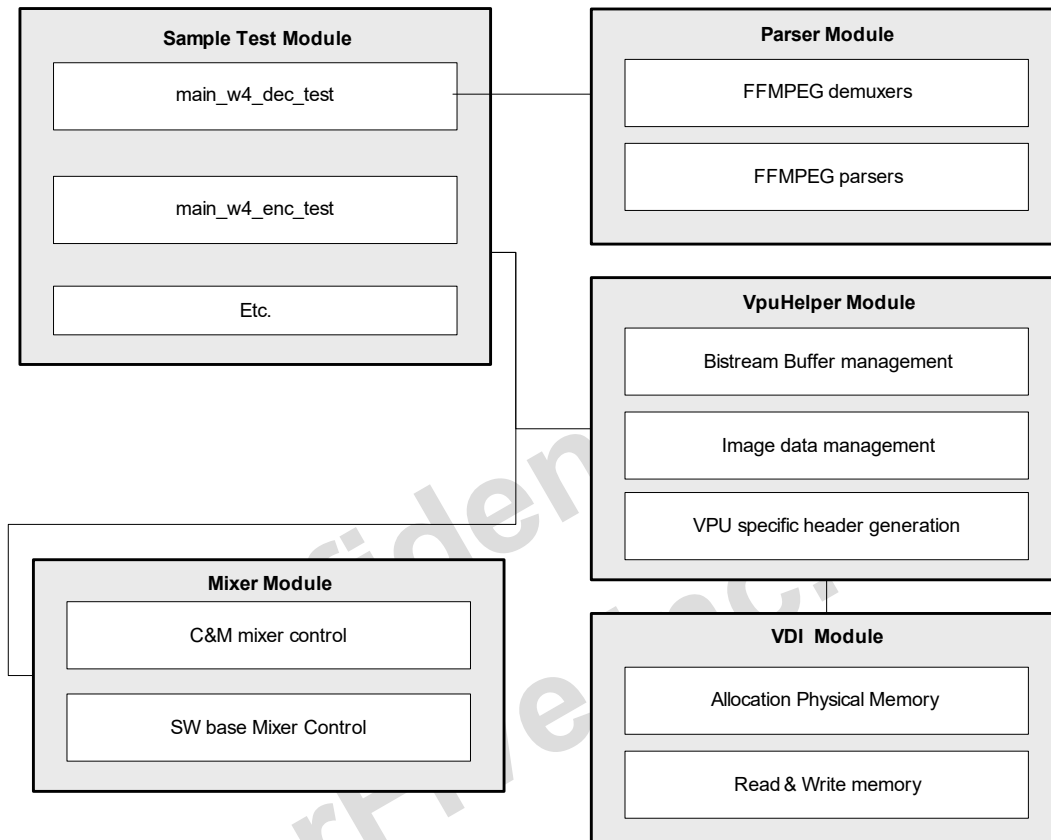 Sample Test Module
main_w4_dec_test
main_w4_enc_test
Etc.
Parser Module
FFMPEG demuxers
FFMPEG parsers
VpuHelper Module
Bistream Buffer management
Image data management
VPU specific header generation
Mixer Module
C&M mixer control
SW base Mixer Control
VDI  Module
Allocation Physical Memory
Read & Write memory